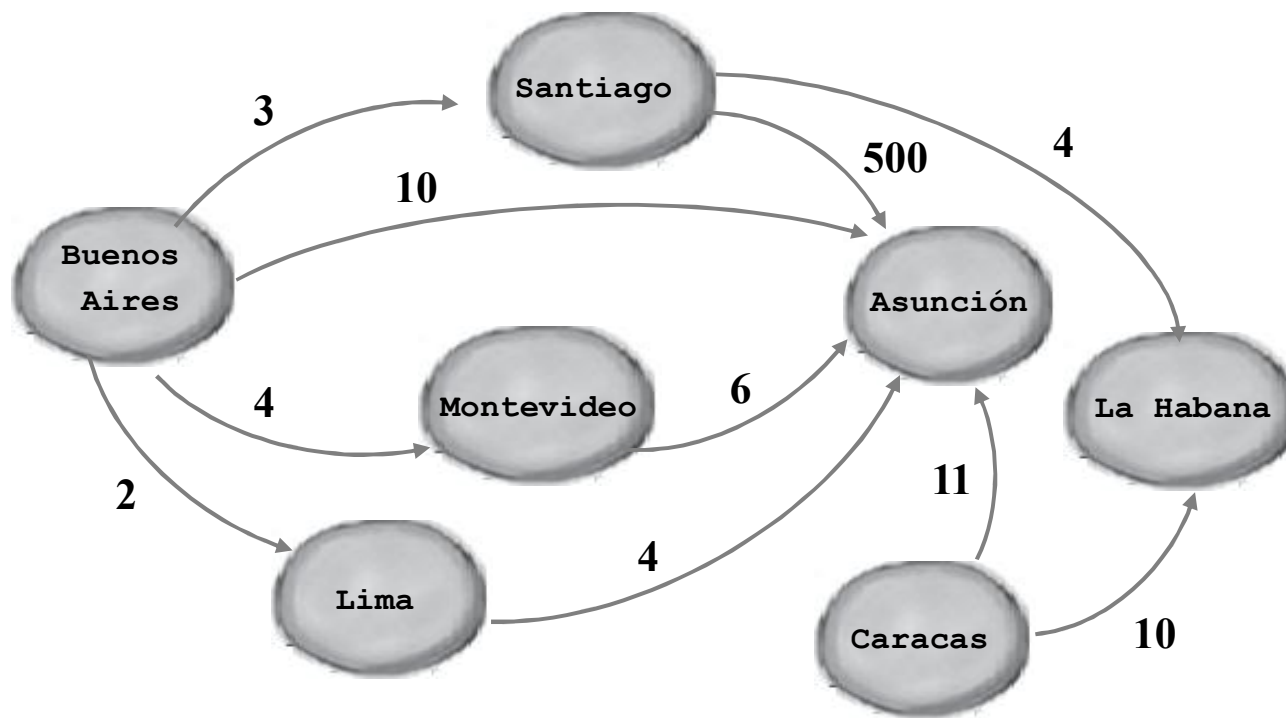 Santiago
3
4
500
10
Buenos
Aires
Asunción
Montevideo
6
4
La Habana
2
11
Lima
4
Caracas
10